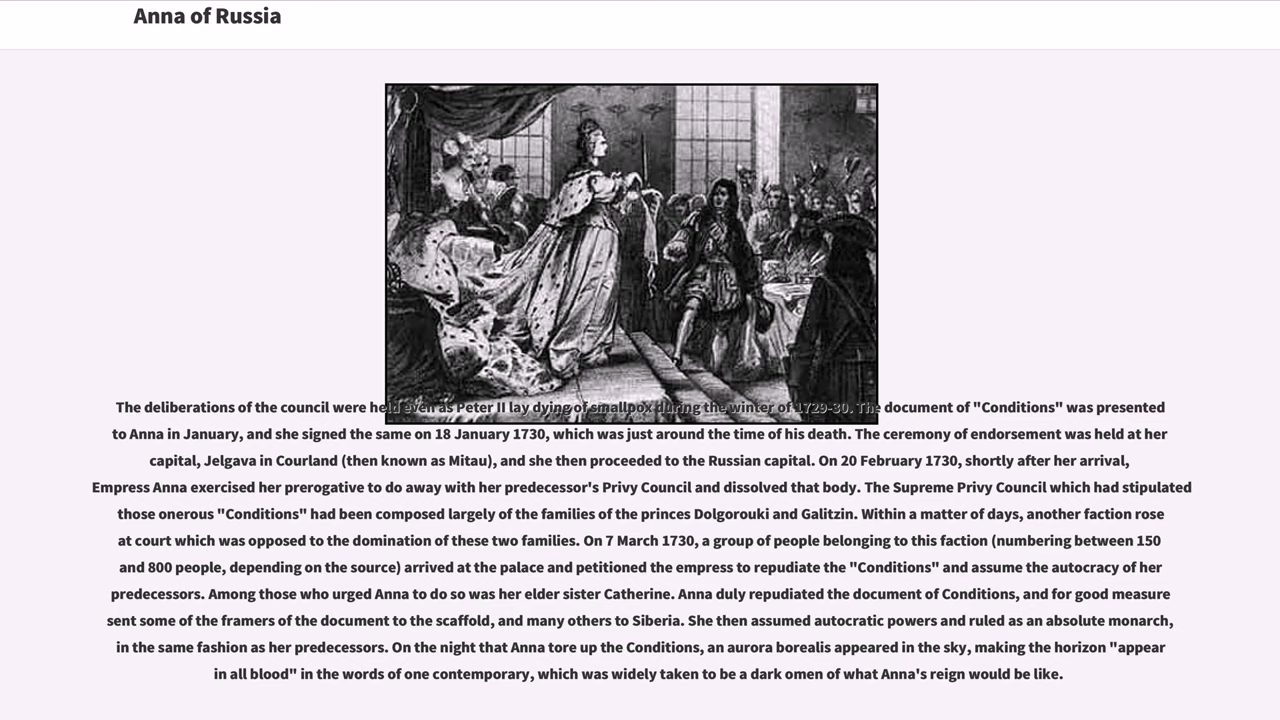 Anna of Russia
The deliberations of the council were held even as Peter II lay dying of smallpox during the winter of 1729-30. The document of "Conditions" was presented
to Anna in January, and she signed the same on 18 January 1730, which was just around the time of his death. The ceremony of endorsement was held at her
capital, Jelgava in Courland (then known as Mitau), and she then proceeded to the Russian capital. On 20 February 1730, shortly after her arrival,
Empress Anna exercised her prerogative to do away with her predecessor's Privy Council and dissolved that body. The Supreme Privy Council which had stipulated
those onerous "Conditions" had been composed largely of the families of the princes Dolgorouki and Galitzin. Within a matter of days, another faction rose
at court which was opposed to the domination of these two families. On 7 March 1730, a group of people belonging to this faction (numbering between 150
and 800 people, depending on the source) arrived at the palace and petitioned the empress to repudiate the "Conditions" and assume the autocracy of her
predecessors. Among those who urged Anna to do so was her elder sister Catherine. Anna duly repudiated the document of Conditions, and for good measure
sent some of the framers of the document to the scaffold, and many others to Siberia. She then assumed autocratic powers and ruled as an absolute monarch,
in the same fashion as her predecessors. On the night that Anna tore up the Conditions, an aurora borealis appeared in the sky, making the horizon "appear
in all blood" in the words of one contemporary, which was widely taken to be a dark omen of what Anna's reign would be like.